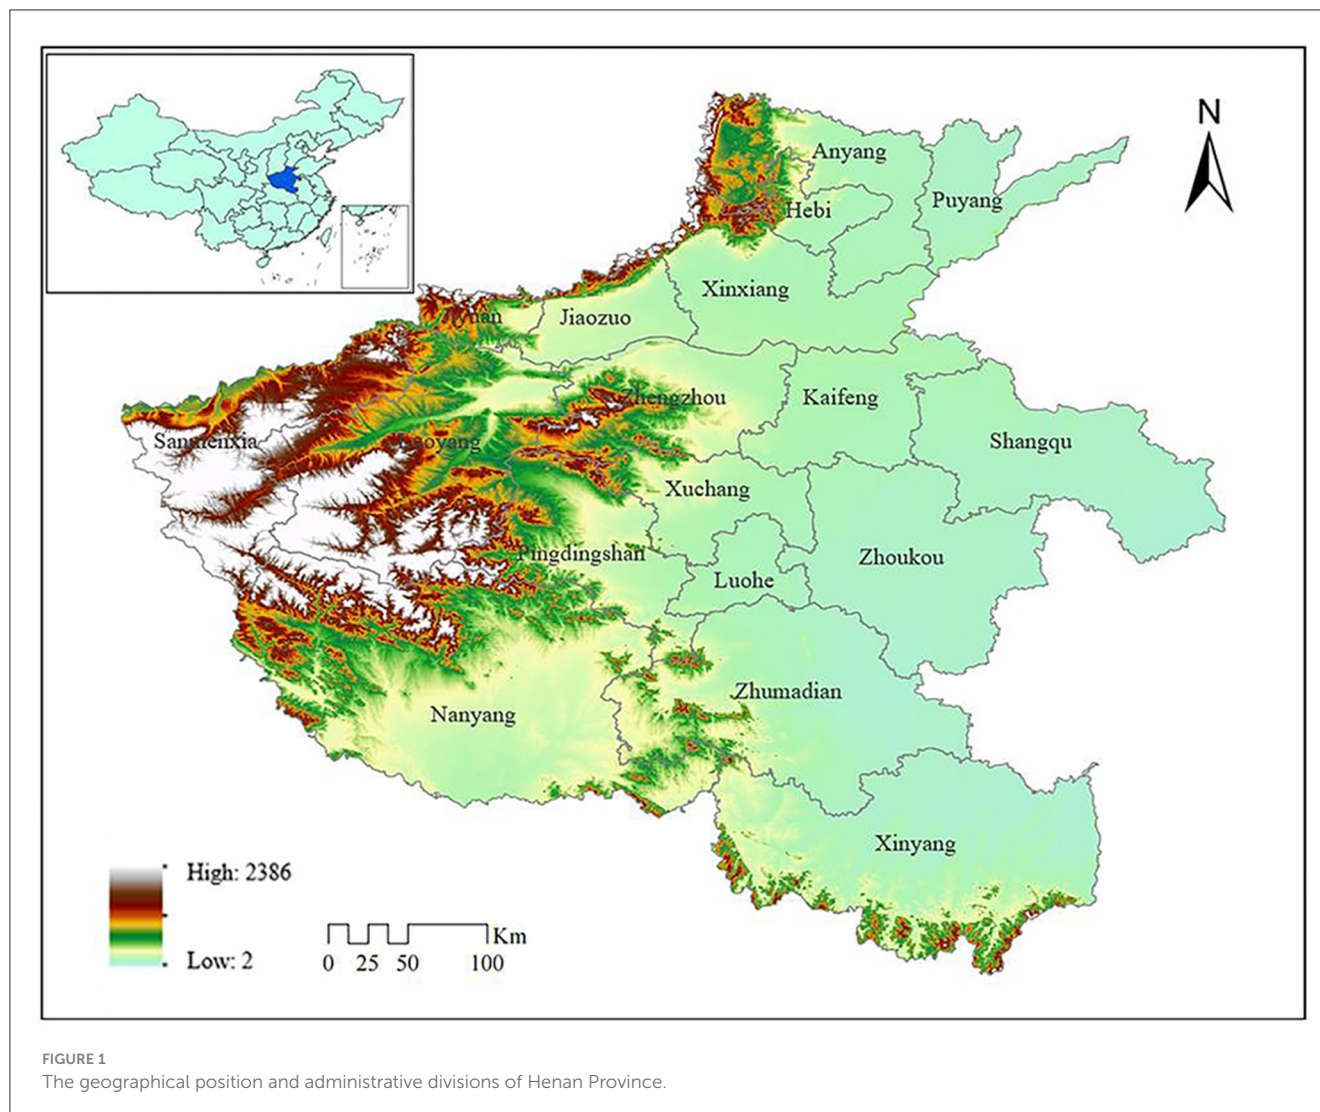 N
Anyang
Puyang
Hebi
Xinxiang
Jiaozuo
Zhengzhou
Kaifeng
Sanmenxia
Shangqu
Xuchang
Pingdingshan
Zhoukou
Luohe
Zhumadian
Nanyang
Xinyang
High: 2386
Low: 2
Km
0 25 50 100
FIGURE 1
The geographical position and administrative divisions of Henan Province.